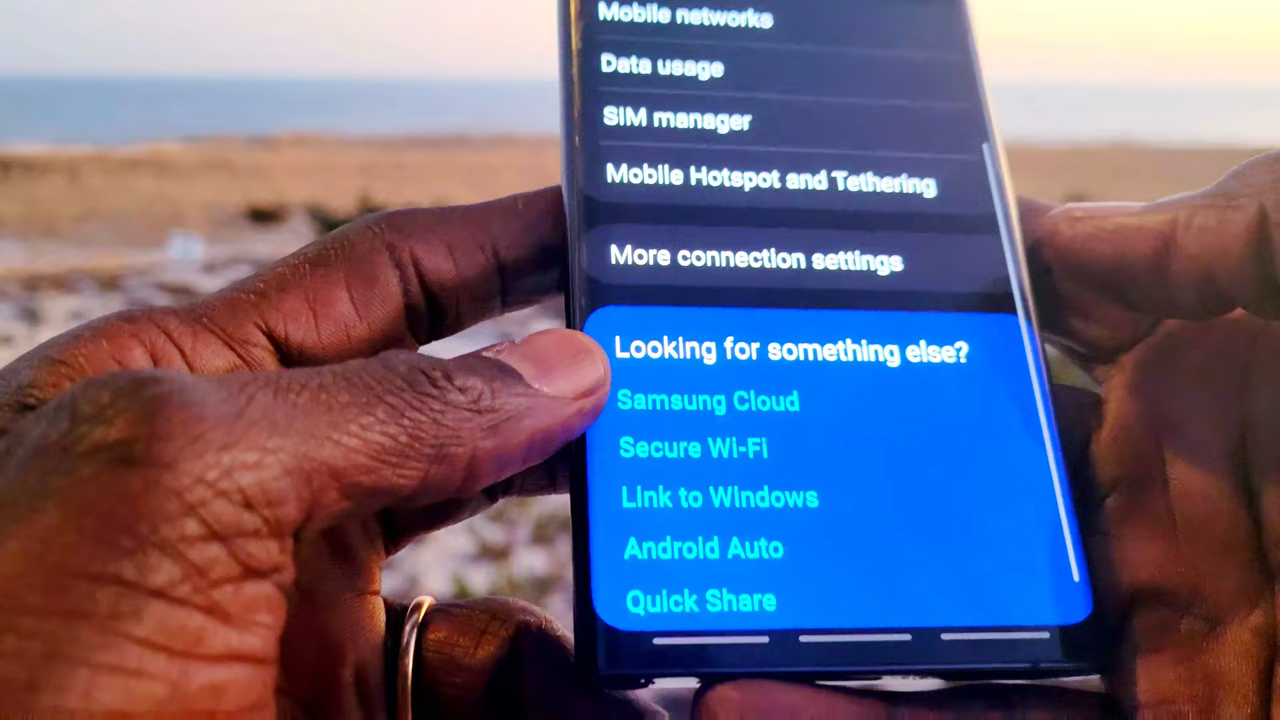 Mobile networks
Data usage
SIM manager
Mobile Hotspot and Tethering
More connection settings
Looking for something else?
Samsung Cloud
Secure Wi-Fi
Link to Windows
Android Auto
Quick Share